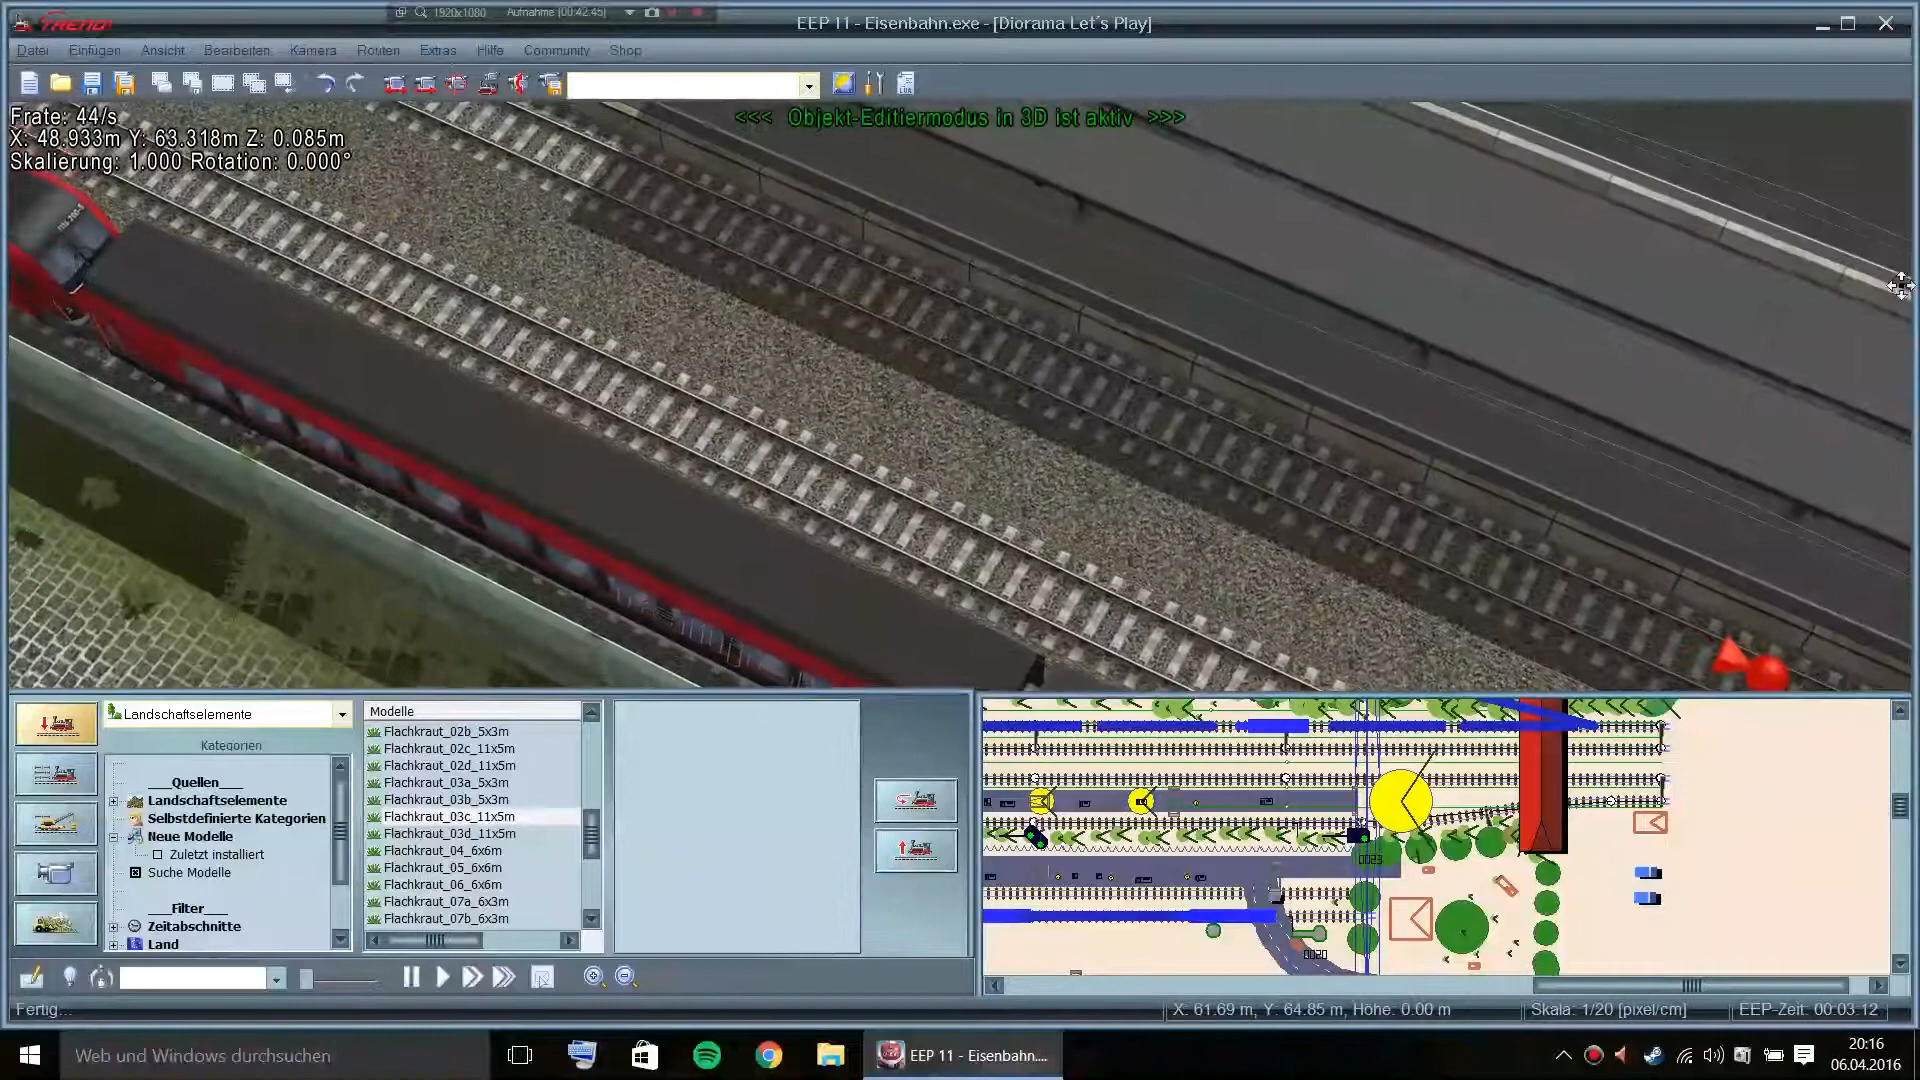 1920x1080 Aufnahme [00:42:45]
TREND
EEP 11 - Eisenbahn.exe - [Diorama Let´s Play]
Datei Einfügen Ansicht Bearbeiten Kamera Routen Extras Hilfe Community Shop
Frate: 44/s
<<< Objekt-Editiermodus in 3D ist aktiv >>>
X: 48.933m Y: 63.318m Z: 0.085m
Skalierung: 1.000 Rotation: 0.000°
Landschaftselemente
Kategorien
___Quellen___
Landschaftselemente
Selbstdefinierte Kategorien
Neue Modelle
Zuletzt installiert
Suche Modelle
___Filter___
Zeitabschnitte
Land
Modelle
Flachkraut_02b_5x3m
Flachkraut_02c_11x5m
Flachkraut_02d_11x5m
Flachkraut_03a_5x3m
Flachkraut_03b_5x3m
Flachkraut_03c_11x5m
Flachkraut_03d_11x5m
Flachkraut_04_6x6m
Flachkraut_05_6x6m
Flachkraut_06_6x6m
Flachkraut_07a_6x3m
Flachkraut_07b_6x3m
0023
0020
Fertig...
X: 61.69 m, Y: 64.85 m, Höhe: 0.00 m
Skala: 1/20 [pixel/cm]
EEP-Zeit: 00:03:12
Web und Windows durchsuchen
EEP 11 - Eisenbahn....
20:16
06.04.2016